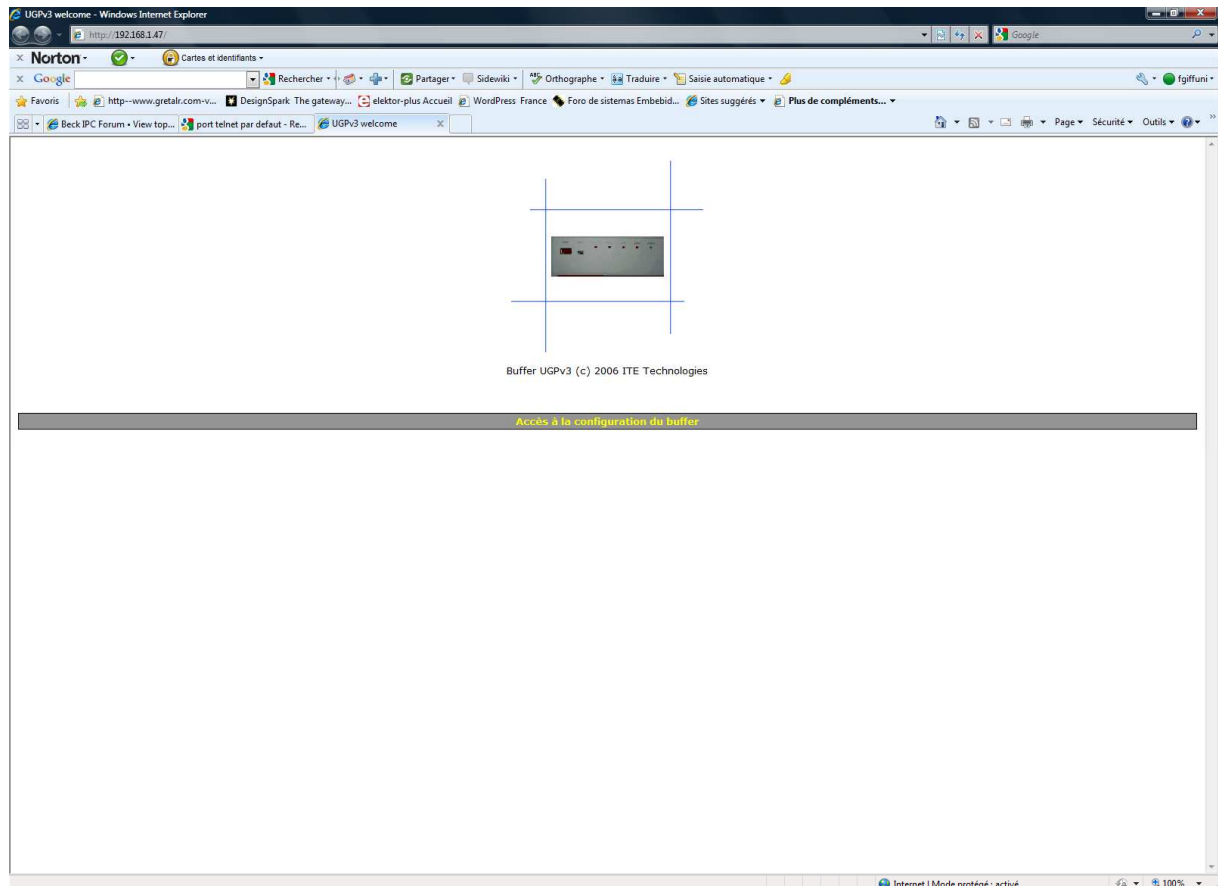 UGPv3 welcome - Windows Internet Explorer
http://192.168.1.47/
Google
Norton
Cartes et identifiants
Google
Rechercher
Partager
Sidewiki
Orthographe
Traduire
Saisie automatique
fgiffuni
Favoris
http--www.gretalr.com-v...
DesignSpark The gateway...
elektor-plus Accueil
WordPress France
Foro de sistemas Embebid...
Sites suggérés
Plus de compléments...
Beck IPC Forum • View top...
port telnet par defaut - Re...
UGPv3 welcome
X
Page
Sécurité
Outils
Buffer UGPv3 (c) 2006 ITE Technologies
Accès à la configuration du buffer
Internet | Mode protégé : activé
100%